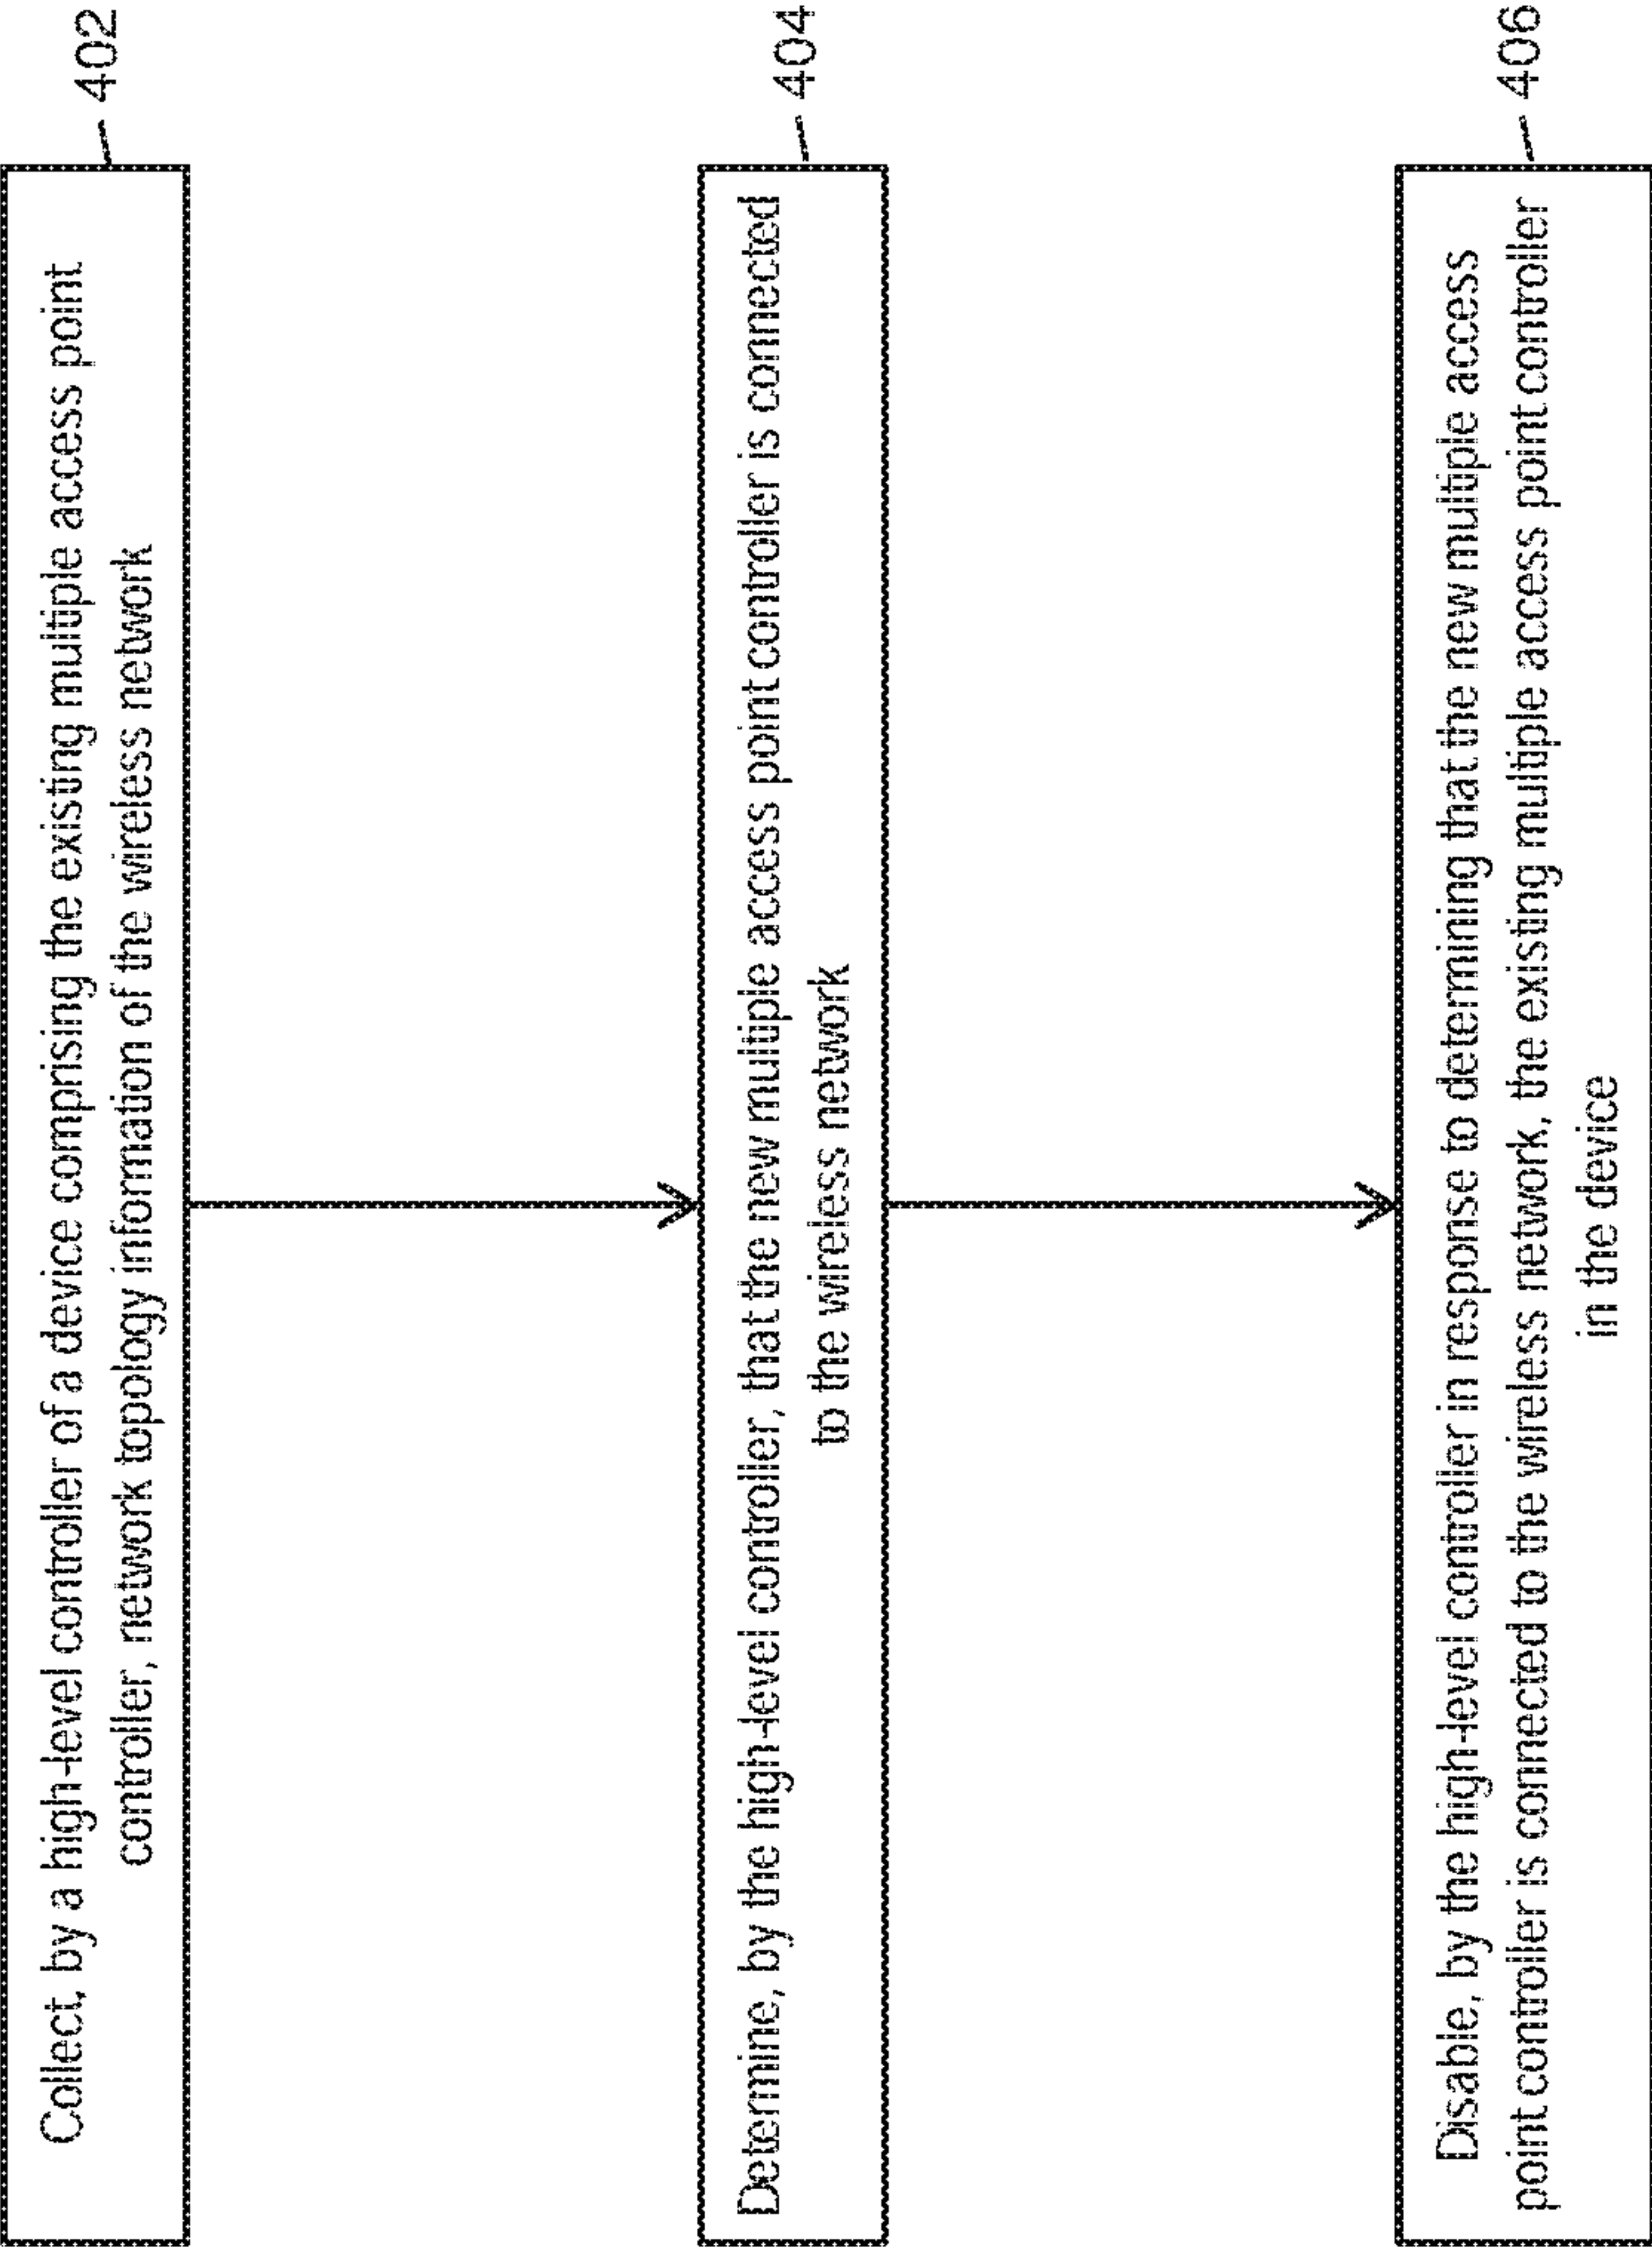 Collect, by a high-level controller of a device comprising the existing multiple access point
controller, network topology information of the wireless network
402
Determine, by the high-level controller, that the new multiple access point controller is connected
to the wireless network
404
Disable, by the high-level controller in response to determining that the new multiple access
point controller is connected to the wireless network, the existing multiple access point controller
in the device
406